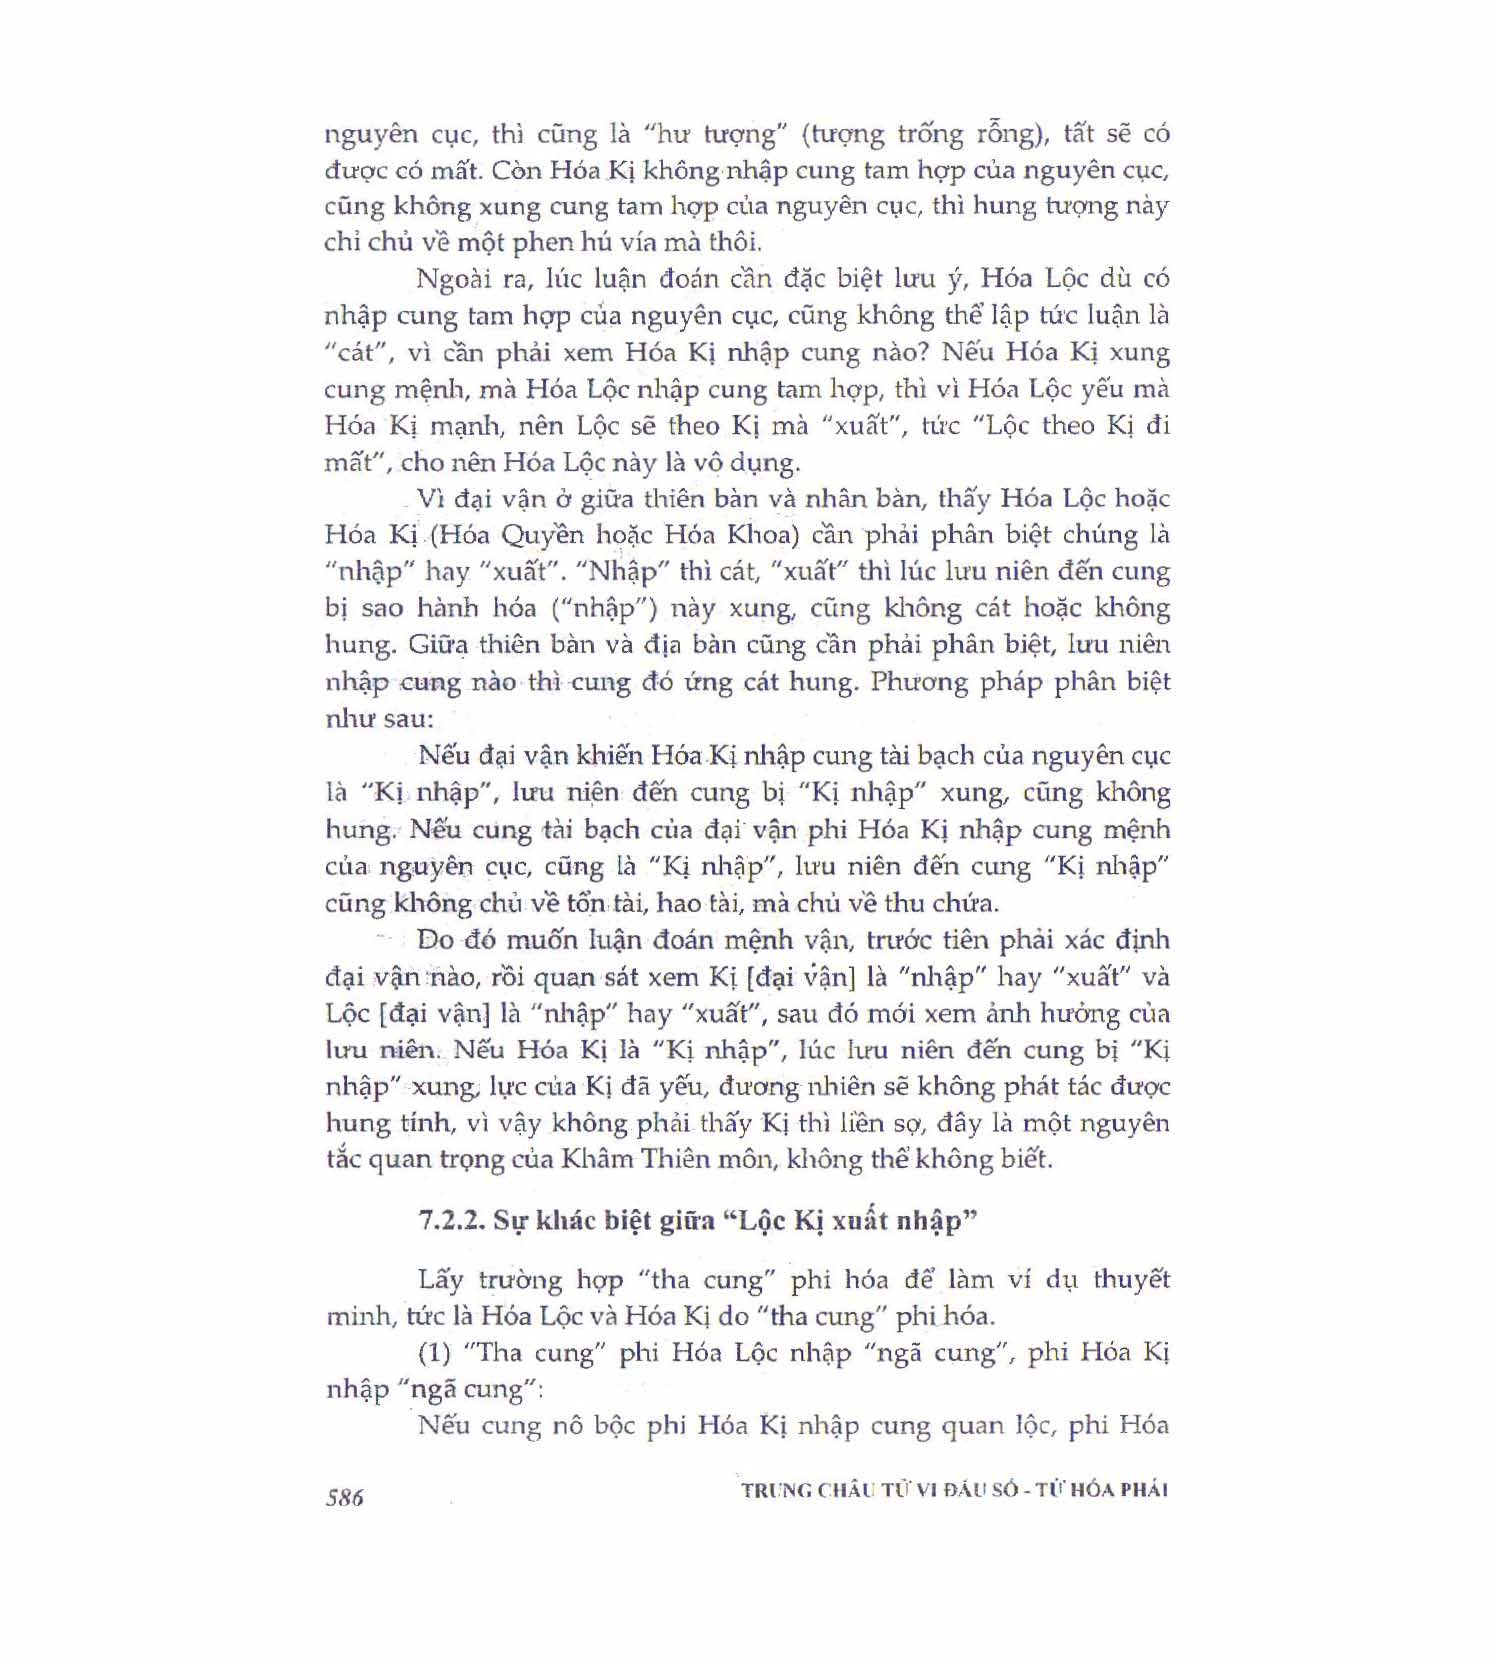 nguyên cục, thì cũng là "hư tượng" (tượng trống rỗng), tất sẽ có
được có mất. Còn Hóa Kị không nhập cung tam hợp của nguyên cục,
cũng không xung cung tam hợp của nguyên cục, thì hung tượng này
chỉ chủ về một phen hú vía mà thôi.
Ngoài ra, lúc luận đoán cần đặc biệt lưu ý, Hóa Lộc dù có
nhập cung tam hợp của nguyên cục, cũng không thể lập tức luận là
"cát", vì cần phải xem Hóa Kị nhập cung nào? Nếu Hóa Kị xung
cung mệnh, mà Hóa Lộc nhập cung tam hợp, thì vì Hóa Lộc yếu mà
Hóa Kị mạnh, nên Lộc sẽ theo Kị mà "xuất", tức "Lộc theo Kị đi
mất", cho nên Hóa Lộc này là vô dụng.
Vì đại vận ở giữa thiên bàn và nhân bàn, thấy Hóa Lộc hoặc
Hóa Kị (Hóa Quyền hoặc Hóa Khoa) cần phải phân biệt chúng là
"nhập" hay "xuất". "Nhập" thì cát, "xuất" thì lúc lưu niên đến cung
bị sao hành hóa ("nhập") này xung, cũng không cát hoặc không
hung. Giữa thiên bàn và địa bàn cũng cần phải phân biệt, lưu niên
nhập cung nào thì cung đó ứng cát hung. Phương pháp phân biệt
như sau:
Nếu đại vận khiến Hóa Kị nhập cung tài bạch của nguyên cục
là "Kị nhập", lưu niên đến cung bị "Kị nhập" xung, cũng không
hung. Nếu cung tài bạch của đại vận phi Hóa Kị nhập cung mệnh
của nguyên cục, cũng là "Kị nhập", lưu niên đến cung "Kị nhập"
cũng không chủ về tổn tài, hao tài, mà chủ về thu chứa.
Do đó muốn luận đoán mệnh vận, trước tiên phải xác định
đại vận nào, rồi quan sát xem Kị [đại vận] là "nhập" hay "xuất" và
Lộc [đại vận] là "nhập" hay "xuất", sau đó mới xem ảnh hưởng của
lưu niên. Nếu Hóa Kị là "Kị nhập", lúc lưu niên đến cung bị "Kị
nhập" xung, lực của Kị đã yếu, đương nhiên sẽ không phát tác được
hung tính, vì vậy không phải thấy Kị thì liền sợ, đây là một nguyên
tắc quan trọng của Khâm Thiên môn, không thể không biết.
7.2.2. Sự khác biệt giữa “Lộc Kị xuất nhập”
Lấy trường hợp "tha cung" phi hóa để làm ví dụ thuyết
minh, tức là Hóa Lộc và Hóa Kị do "tha cung" phi hóa.
(1) "Tha cung" phi Hóa Lộc nhập "ngã cung", phi Hóa Kị
nhập "ngã cung":
Nếu cung nô bộc phi Hóa Kị nhập cung quan lộc, phi Hóa
586
TRUNG CHÂU TỬ VI ĐẨU SỐ - TỨ HÓA PHÁI